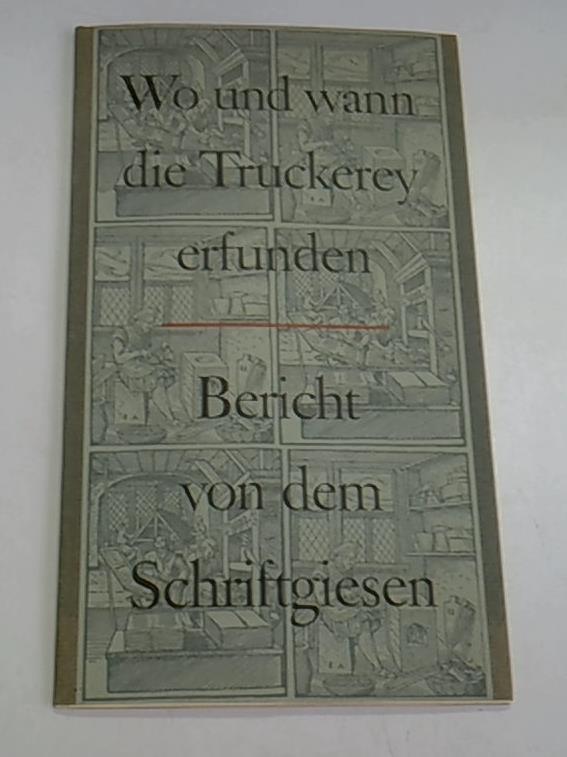 Wo und wann
die Truckerey
erfunden
Bericht
von dem
Schriftgiesen